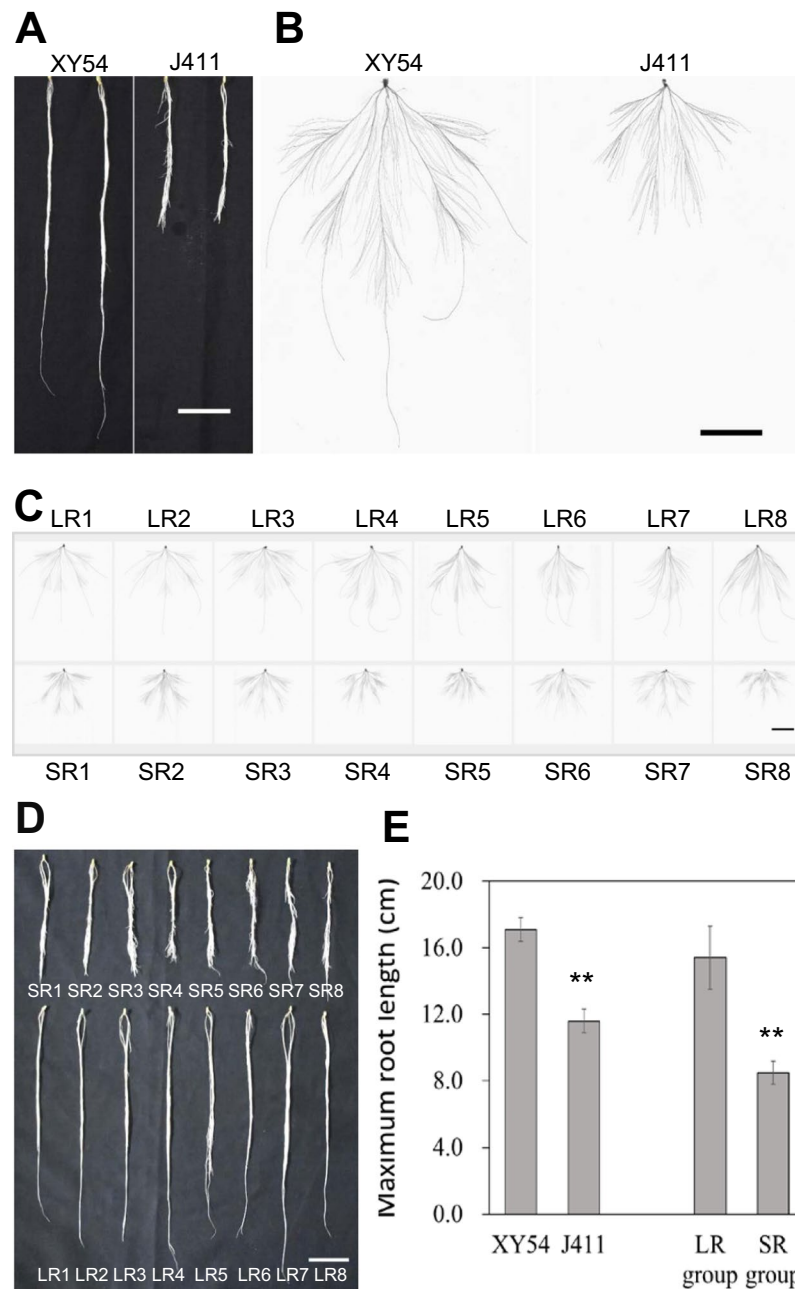 A
B
XY54 J411
XY54 J411
C
LR1 LR2 LR3 LR4 LR5 LR6 LR7 LR8
SR1 SR2 SR3 SR4 SR5 SR6 SR7 SR8
D
SR1 SR2 SR3 SR4 SR5 SR6 SR7 SR8
LR1 LR2 LR3 LR4 LR5 LR6 LR7 LR8
E
Maximum root length (cm)
20.0
16.0
12.0
8.0
4.0
0.0
**
**
XY54 J411 LR group SR group